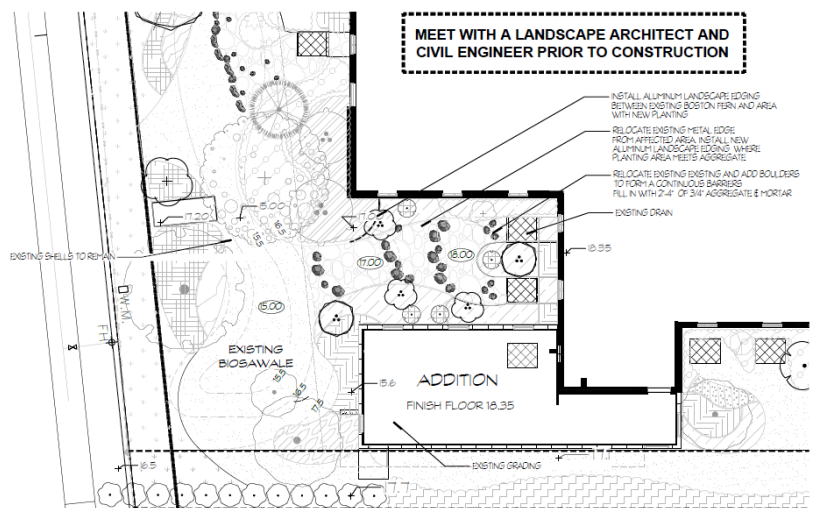 MEET WITH A LANDSCAPE ARCHITECT AND
CIVIL ENGINEER PRIOR TO CONSTRUCTION
INSTALL ALUMINUM LANDSCAPE EDGING
BETWEEN EXISTING BOSTON FERN AND AREA
WITH NEW PLANTING
RELOCATE EXISTING METAL EDGE
FROM AFFECTED AREA. INSTALL NEW
ALUMINUM LANDSCAPE EDGING WHERE
PLANTING AREA MEETS AGGREGATE
RELOCATE EXISTING EXISTING AND ADD BOULDERS
TO FORM A CONTINUOUS BARRIERS
FILL IN WITH 2"-4" OF 3/4" AGGREGATE & MORTAR
EXISTING DRAIN
17.20
15.00
15.5
16.5
EXISTING SHELLS TO REMAIN
17.00
18.00
18.35
15.00
W.M.
FH
EXISTING
BIOSAWALE
15.5
16.5
17.5
15.6
ADDITION
FINISH FLOOR 18.35
EXISTING GRADING
17.1
16.5
17.7